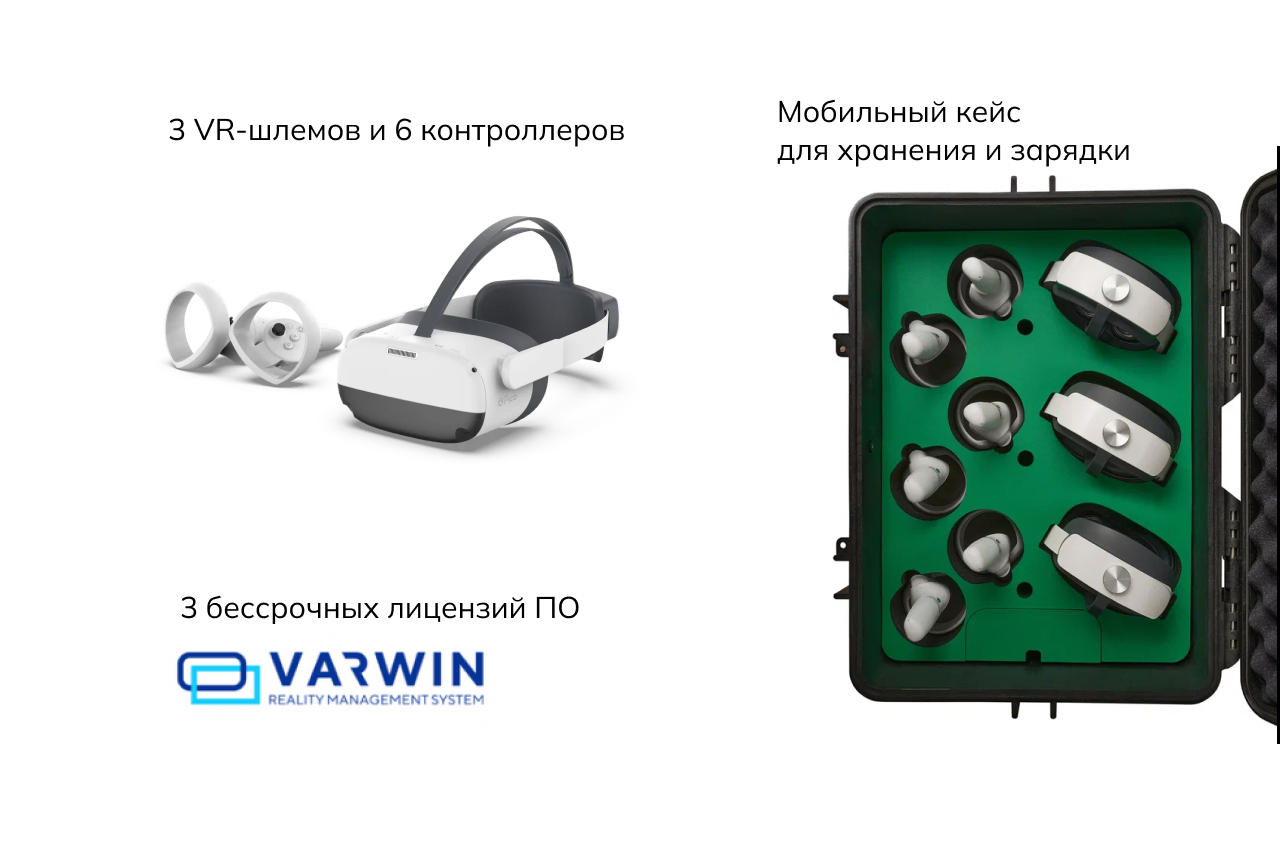 3 VR-шлемов и 6 контроллеров
Мобильный кейс
для хранения и зарядки
3 бессрочных лицензий ПО
VARWIN
REALITY MANAGEMENT SYSTEM